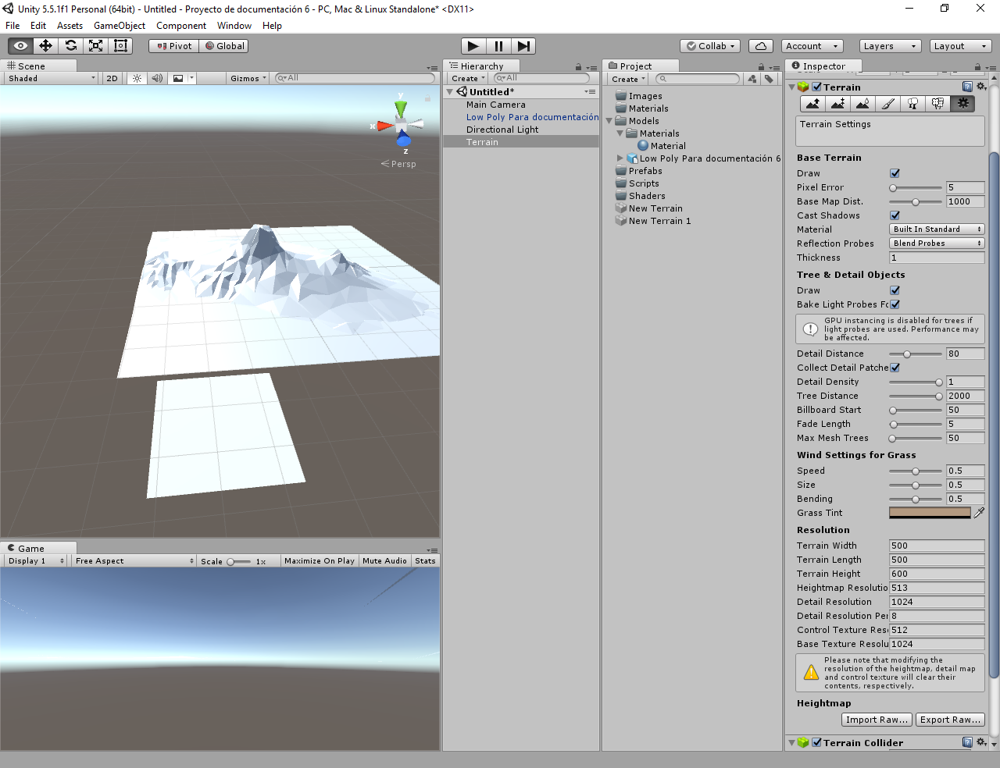 Unity 5.5.1f1 Personal (64bit) - Untitled - Proyecto de documentación 6 - PC, Mac & Linux Standalone* <DX11>
File Edit Assets GameObject Component Window Help
Pivot Global Collab Account Layers Layout
Scene
Shaded 2D Gizmos All
y
x
z
Persp
Game
Display 1 Free Aspect Scale 1x Maximize On Play Mute Audio Stats
Hierarchy
Create All
Untitled*
Main Camera
Low Poly Para documentación
Directional Light
Terrain
Project
Create
Images
Materials
Models
Materials
Material
Low Poly Para documentación 6
Prefabs
Scripts
Shaders
New Terrain
New Terrain 1
Inspector
Terrain
Terrain Settings
Base Terrain
Draw
Pixel Error 5
Base Map Dist. 1000
Cast Shadows
Material Built In Standard
Reflection Probes Blend Probes
Thickness 1
Tree & Detail Objects
Draw
Bake Light Probes Fo
GPU instancing is disabled for trees if
light probes are used. Performance may
be affected.
Detail Distance 80
Collect Detail Patche
Detail Density 1
Tree Distance 2000
Billboard Start 50
Fade Length 5
Max Mesh Trees 50
Wind Settings for Grass
Speed 0.5
Size 0.5
Bending 0.5
Grass Tint
Resolution
Terrain Width 500
Terrain Length 500
Terrain Height 600
Heightmap Resolutio 513
Detail Resolution 1024
Detail Resolution Per 8
Control Texture Res 512
Base Texture Resolu 1024
Please note that modifying the
resolution of the heightmap, detail map
and control texture will clear their
contents, respectively.
Heightmap
Import Raw... Export Raw...
Terrain Collider